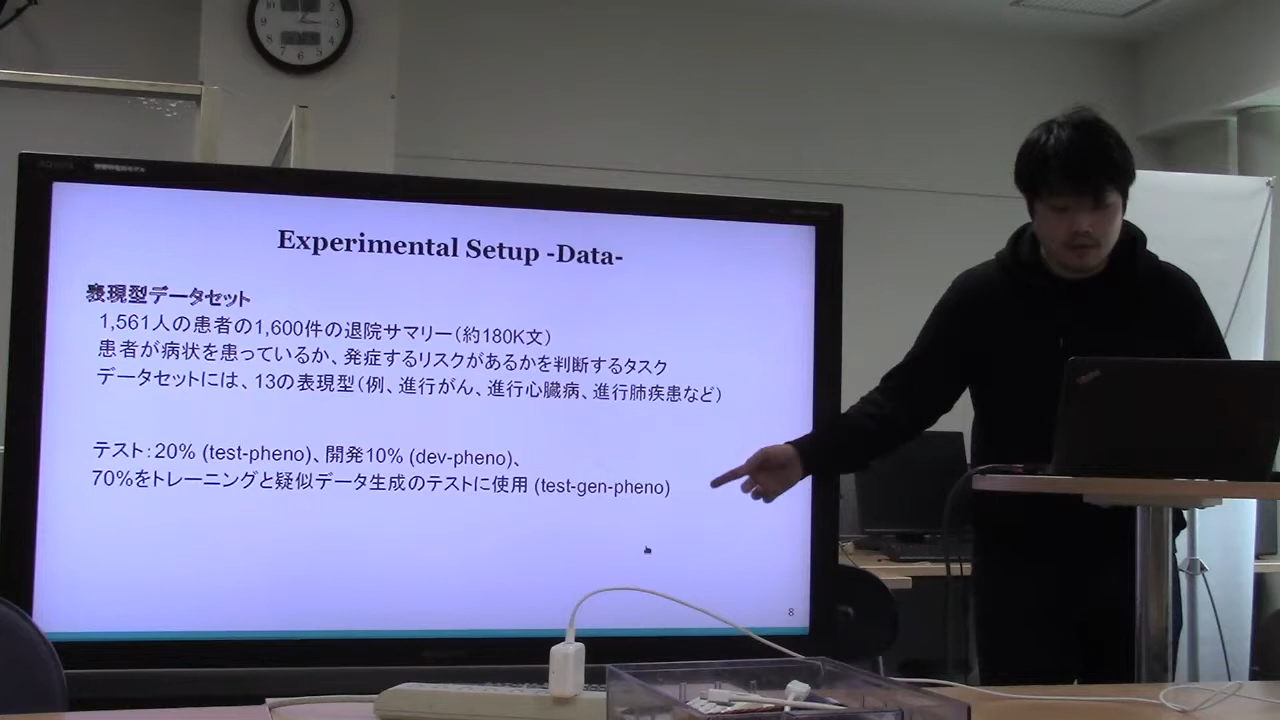 Experimental Setup -Data-
表現型データセット
1,561人の患者の1,600件の退院サマリー(約180K文)
患者が病状を患っているか、発症するリスクがあるかを判断するタスク
データセットには、13の表現型(例、進行がん、進行心臓病、進行肺疾患など)
テスト:20% (test-pheno)、開発10% (dev-pheno)、
70%をトレーニングと疑似データ生成のテストに使用 (test-gen-pheno)
8